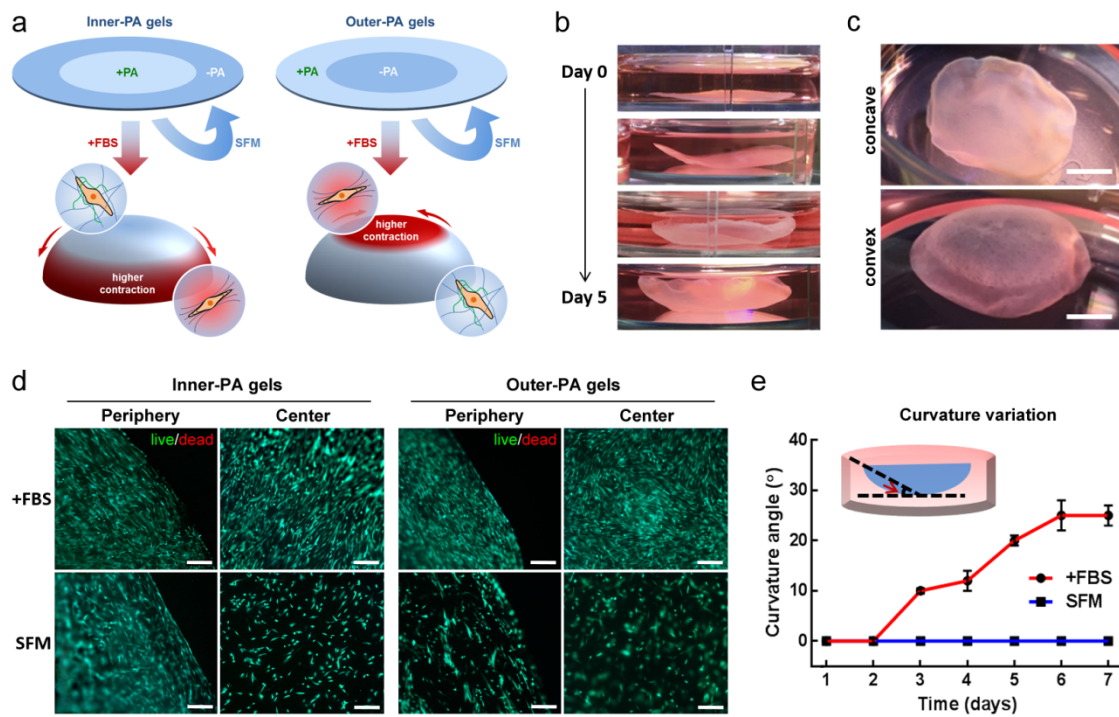 a
Inner-PA gels
Outer-PA gels
+PA
-PA
+PA
-PA
+FBS
SFM
+FBS
SFM
higher
contraction
higher
contraction
b
Day 0
Day 5
c
concave
convex
d
Inner-PA gels
Outer-PA gels
Periphery
Center
Periphery
Center
live/dead
live/dead
+FBS
SFM
e
Curvature variation
Curvature angle (°)
40
30
20
10
0
+FBS
SFM
1 2 3 4 5 6 7
Time (days)